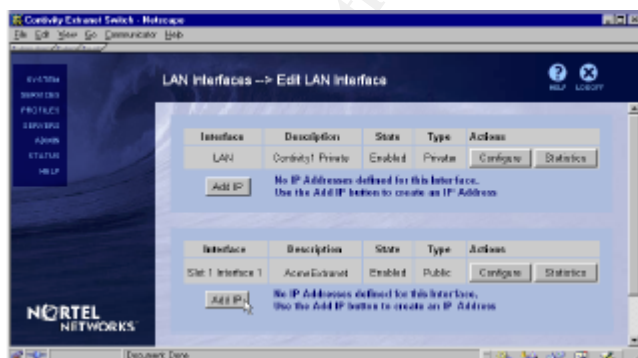 Contivity Extranet Switch - Netscape
File Edit View Go Communicator Help
LAN Interfaces --> Edit LAN Interface
HELP LOGOFF
SYSTEM
SERVICES
PROFILES
SERVERS
ADMIN
STATUS
HELP
Interface Description State Type Actions
LAN Contivity1 Private Enabled Private Configure Statistics
Add IP
No IP Addresses defined for this Interface.
Use the Add IP button to create an IP Address
Interface Description State Type Actions
Slot 1 Interface 1 AcmeExtranet Enabled Public Configure Statistics
Add IP
No IP Addresses defined for this Interface.
Use the Add IP button to create an IP Address
NORTEL
NETWORKS
Document: Done